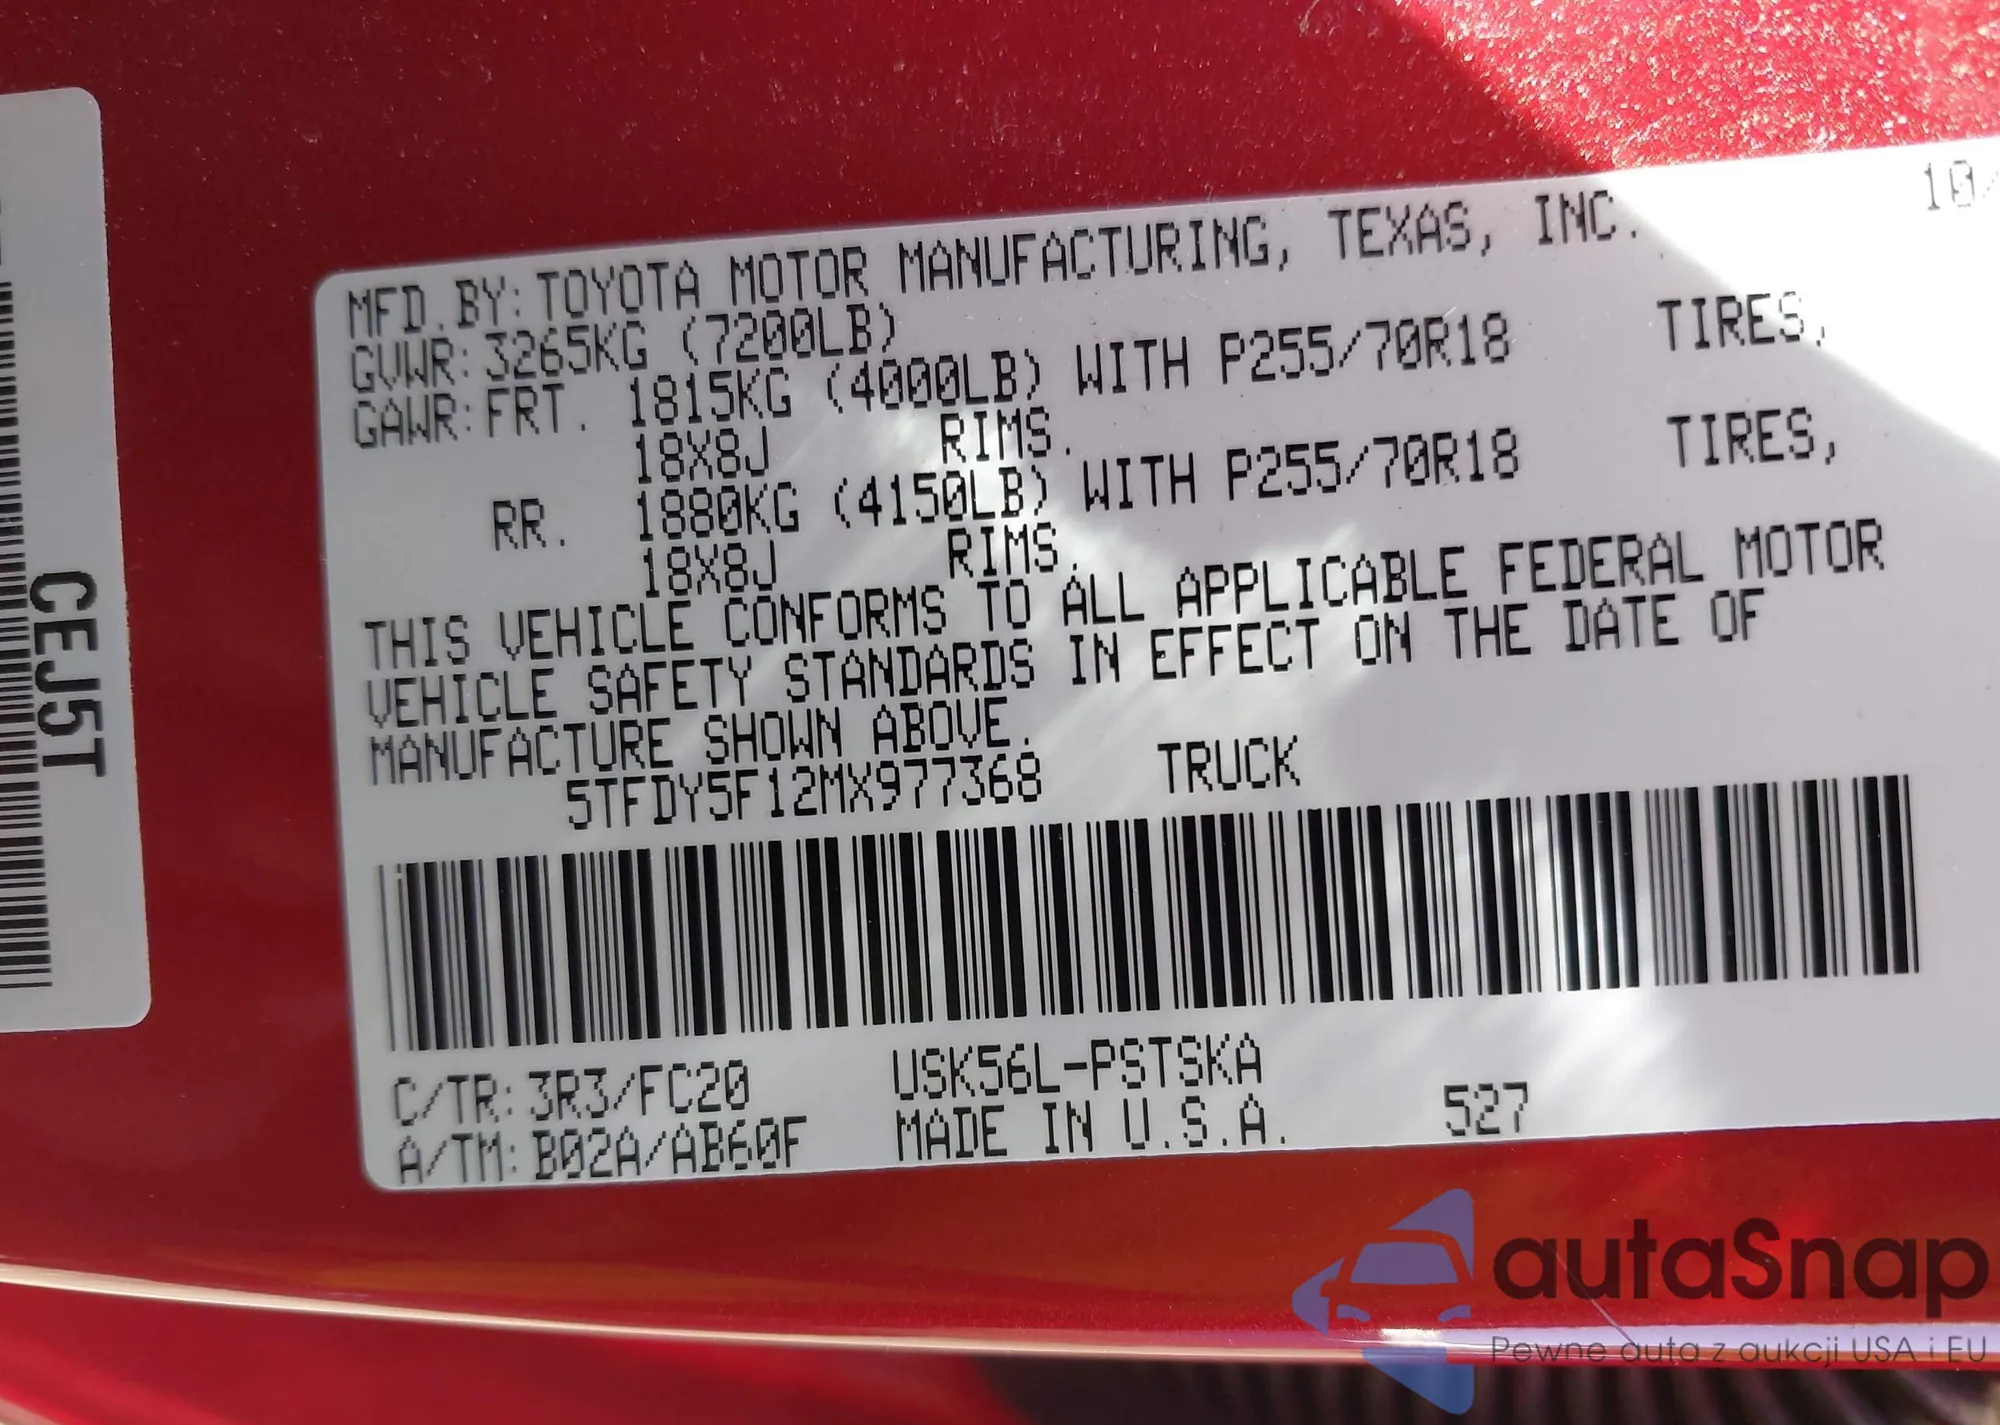 CEJ5T
MFD.BY:TOYOTA MOTOR MANUFACTURING, TEXAS, INC. 10/
GVWR:3265KG (7200LB)
GAWR:FRT. 1815KG (4000LB) WITH P255/70R18 TIRES,
18X8J RIMS.
RR. 1880KG (4150LB) WITH P255/70R18 TIRES,
18X8J RIMS.
THIS VEHICLE CONFORMS TO ALL APPLICABLE FEDERAL MOTOR
VEHICLE SAFETY STANDARDS IN EFFECT ON THE DATE OF
MANUFACTURE SHOWN ABOVE.
5TFDY5F12MX977368 TRUCK
C/TR:3R3/FC20 USK56L-PSTSKA
A/TM:B02A/AB60F MADE IN U.S.A. 527
autaSnap
Pewne auta z aukcji USA i EU